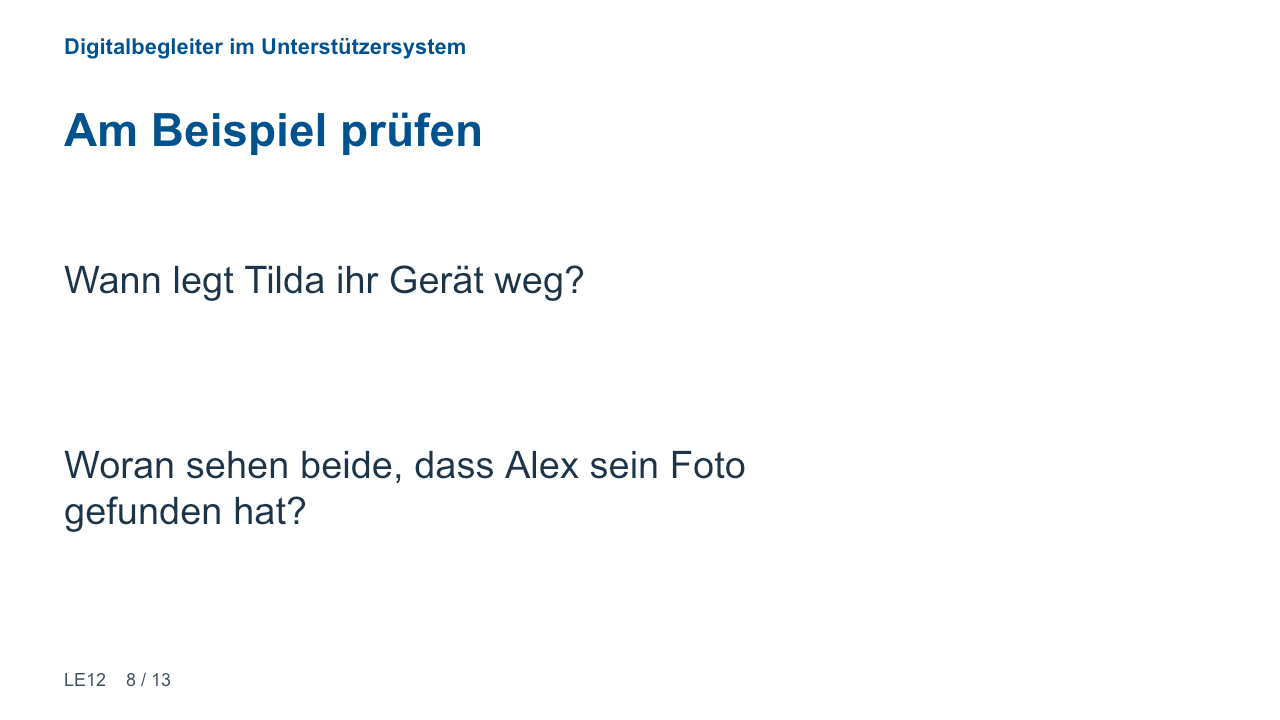 Digitalbegleiter im Unterstützersystem
Am Beispiel prüfen
Wann legt Tilda ihr Gerät weg?
Woran sehen beide, dass Alex sein Foto
gefunden hat?
LE12 8 / 13